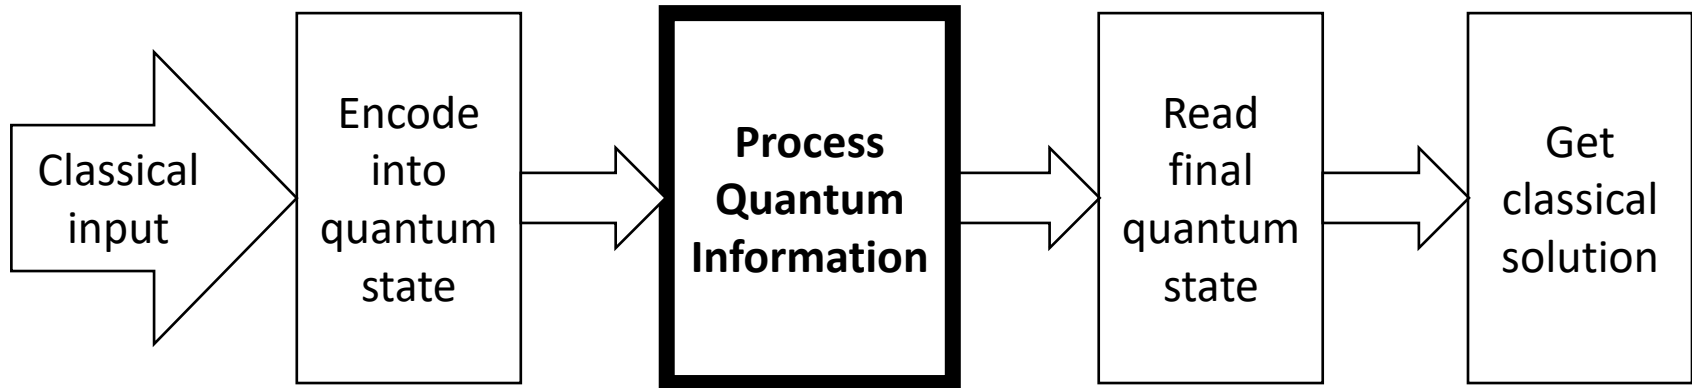 Classical
input
Encode
into
quantum
state
Process
Quantum
Information
Read
final
quantum
state
Get
classical
solution